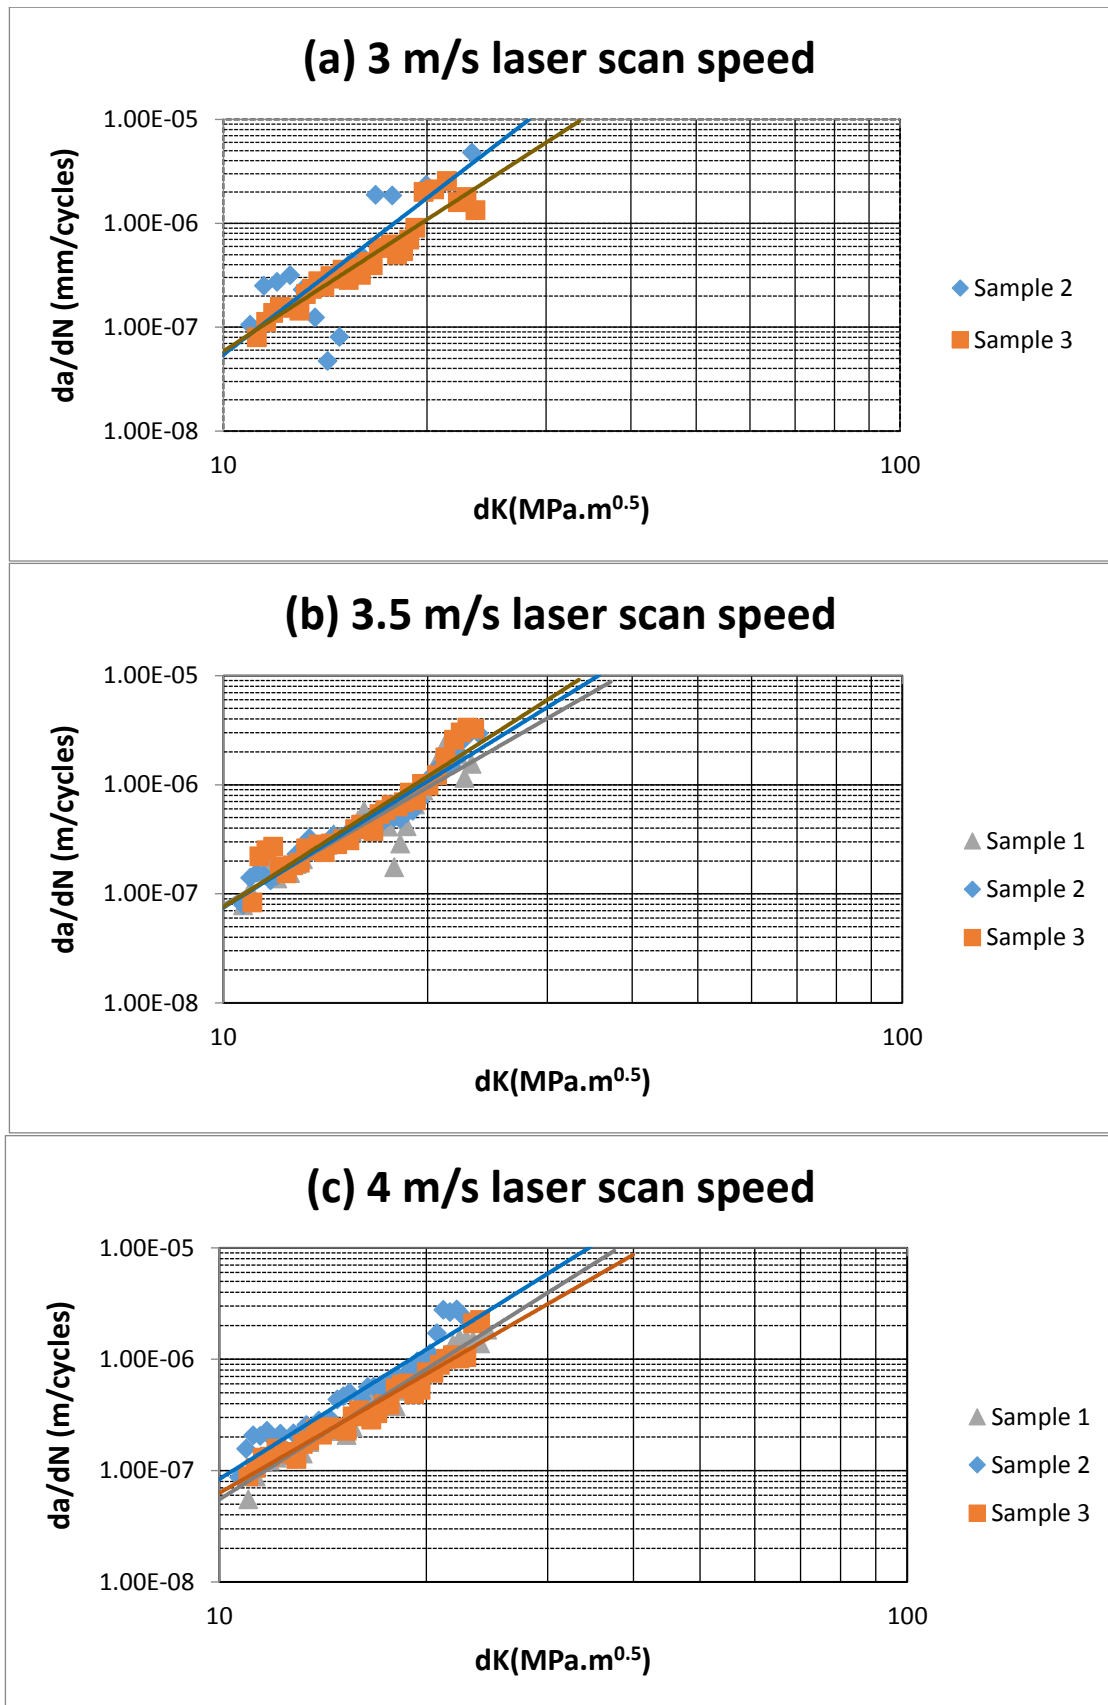 (a) 3 m/s laser scan speed
da/dN (mm/cycles)
1.00E-05
1.00E-06
1.00E-07
1.00E-08
10
100
dK(MPa.m^0.5)
Sample 2
Sample 3
(b) 3.5 m/s laser scan speed
da/dN (m/cycles)
1.00E-05
1.00E-06
1.00E-07
1.00E-08
10
100
dK(MPa.m^0.5)
Sample 1
Sample 2
Sample 3
(c) 4 m/s laser scan speed
da/dN (m/cycles)
1.00E-05
1.00E-06
1.00E-07
1.00E-08
10
100
dK(MPa.m^0.5)
Sample 1
Sample 2
Sample 3